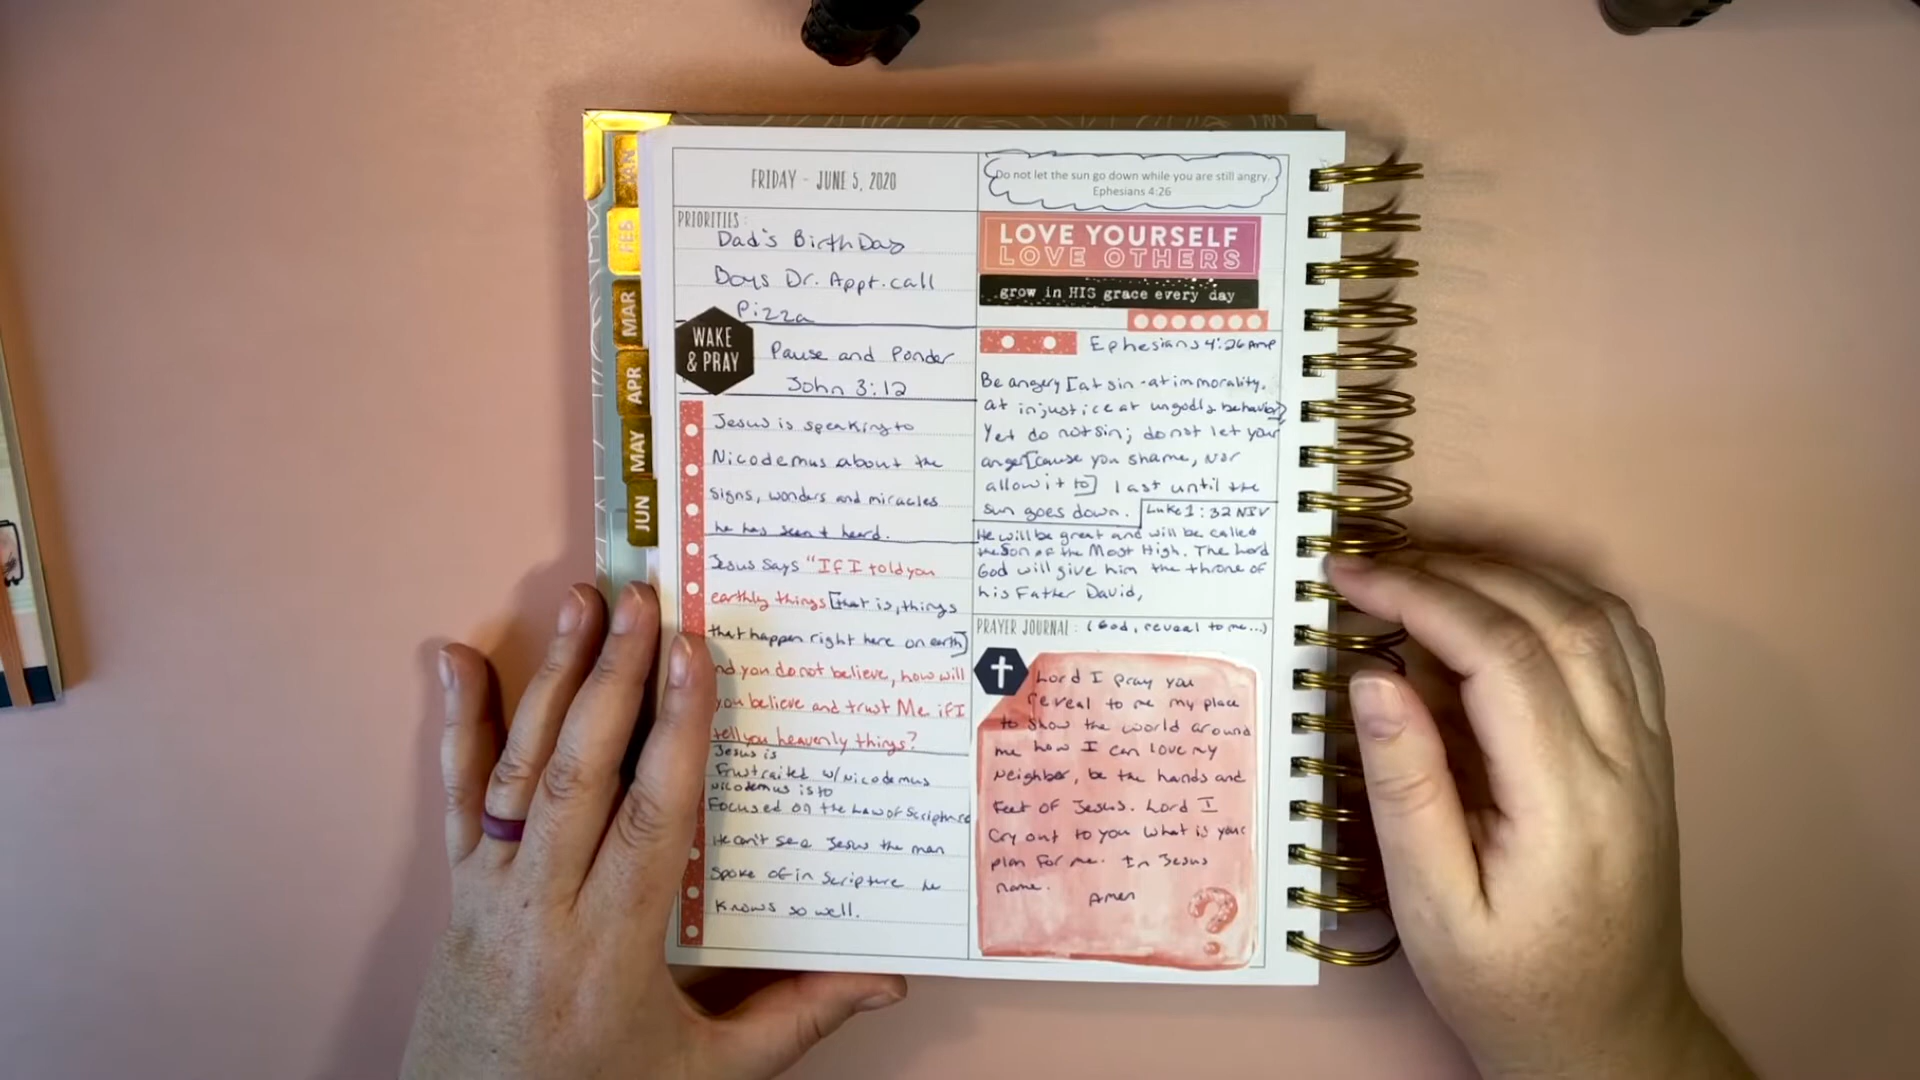 JAN
FEB
MAR
APR
MAY
JUN
FRIDAY - JUNE 5, 2020
PRIORITIES:
Dad's BirthDay
Boys Dr. Appt. call
Pizza
WAKE
& PRAY
Pause and Ponder
John 3:12
Jesus is speaking to
Nicodemus about the
signs, wonders and miracles
he has seen & heard.
Jesus says "If I told you
earthly things [that is, things
that happen right here on earth]
nd you do not believe, how will
you believe and trust Me if I
tell you heavenly things?
Jesus is
Frustraited w/ Nicodemus
Nicodemus is to
Focused on the Law of Scripture
He can't see Jesus the man
spoke of in Scripture he
knows so well.
Do not let the sun go down while you are still angry.
Ephesians 4:26
LOVE YOURSELF
LOVE OTHERS
grow in HIS grace every day
Ephesians 4:26 AMP
Be angery [at sin - at immorality,
at injustice at ungodly behavior]
Yet do not sin; do not let your
anger [cause you shame, Nor
allow it to] last until the
sun goes down.
Luke 1:32 NIV
He will be great and will be called
the Son of the Most High. The Lord
God will give him the throne of
his Father David,
PRAYER JOURNAL: (God, reveal to me...)
Lord I pray you
reveal to me my place
to show the world around
me how I can love my
Neighbor, be the hands and
Feet of Jesus. Lord I
Cry out to you what is your
plan for me. In Jesus
name.
Amen
?